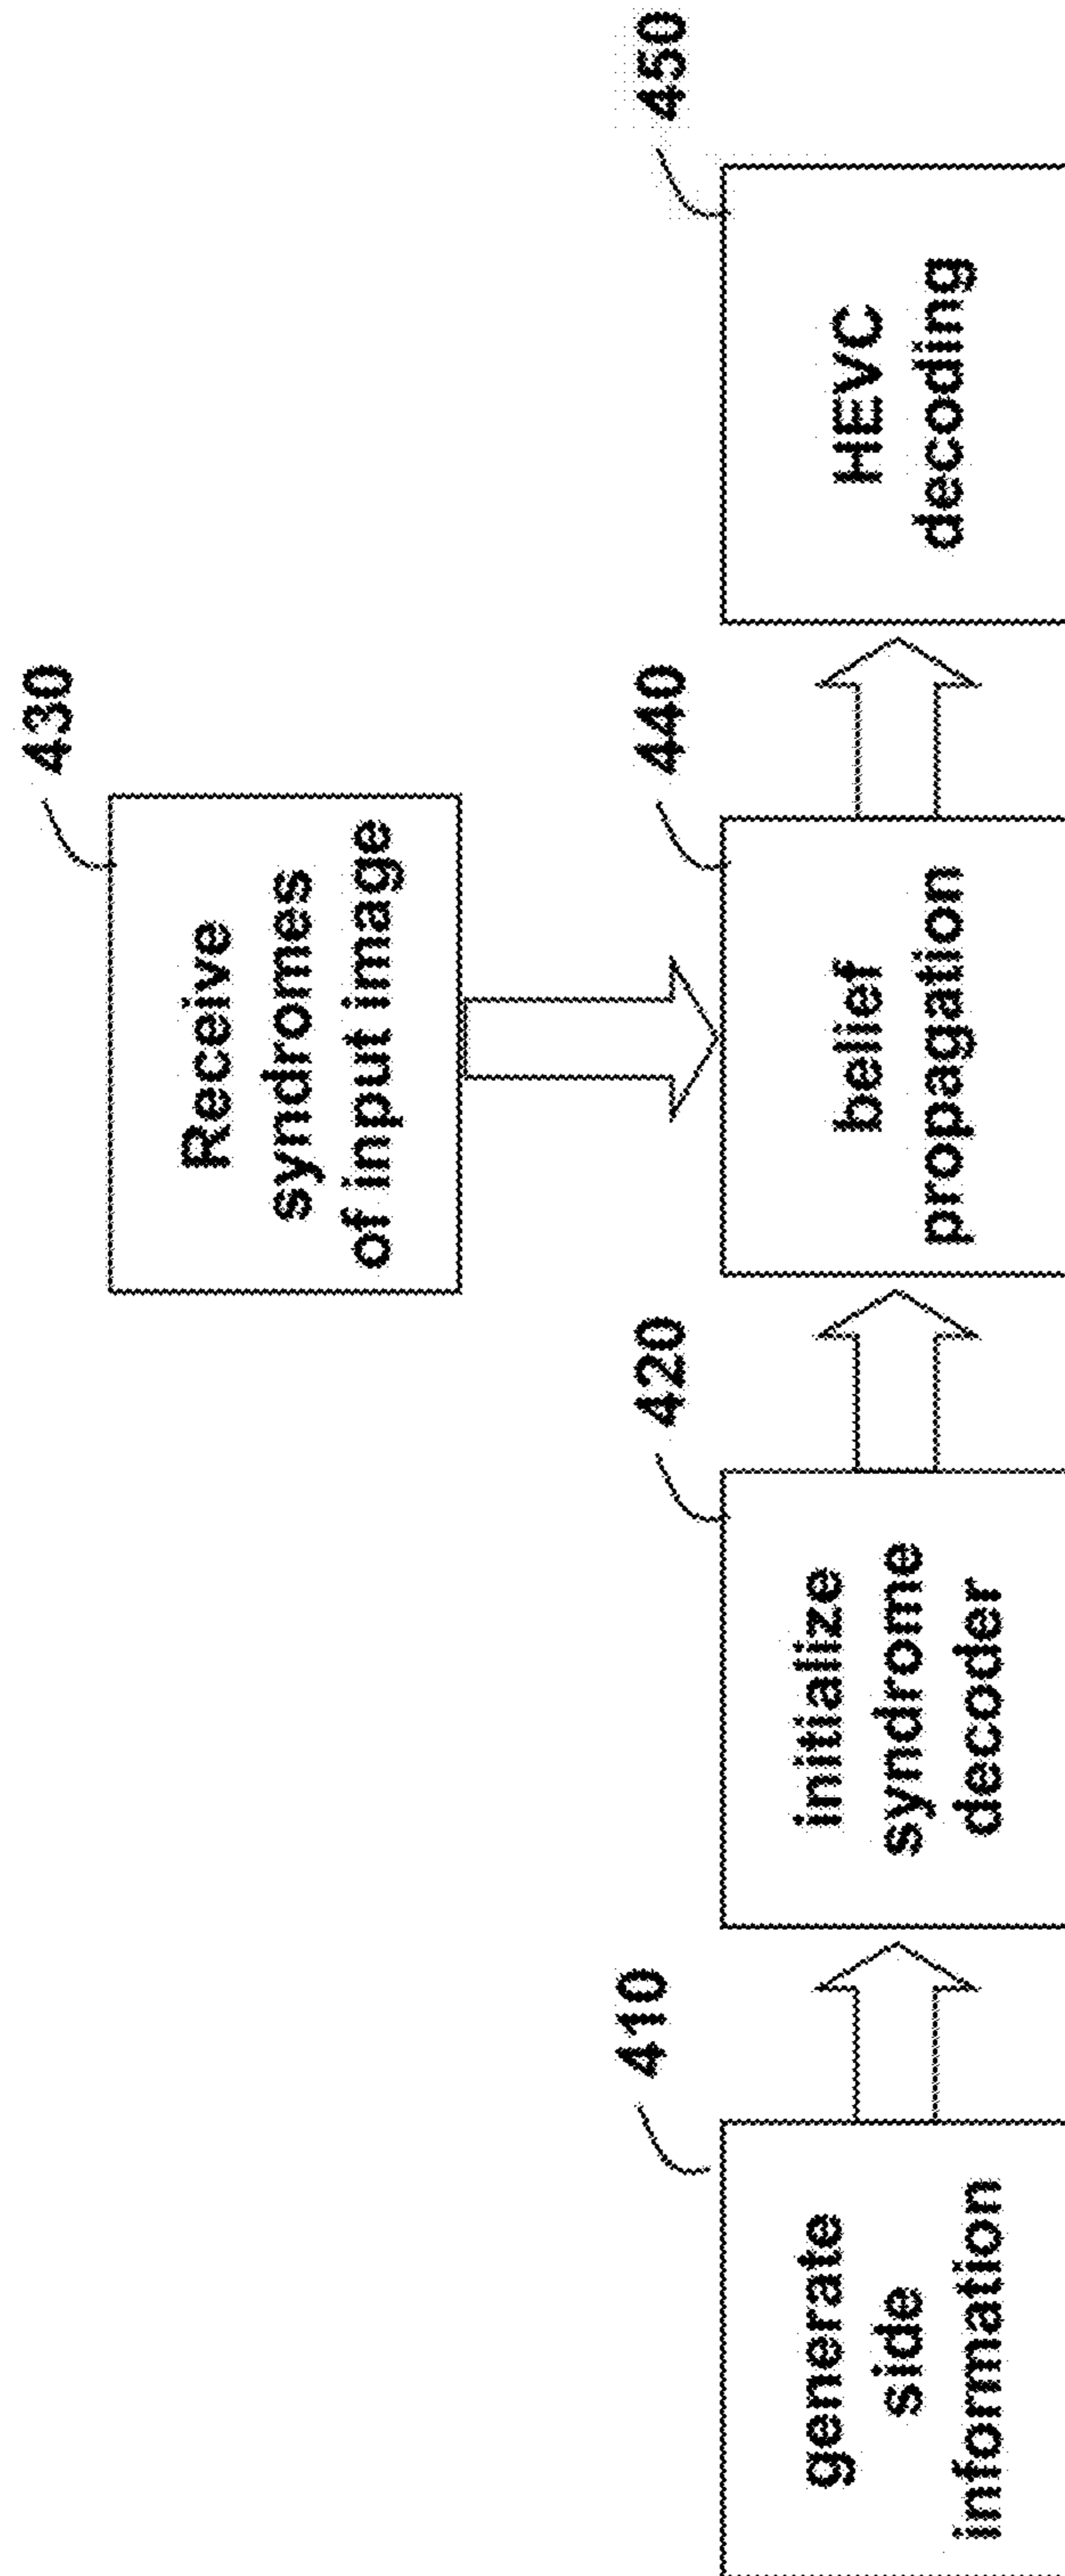 430
Receive
syndromes
of input image
410
generate
side
information
420
initialize
syndrome
decoder
440
belief
propagation
450
HEVC
decoding